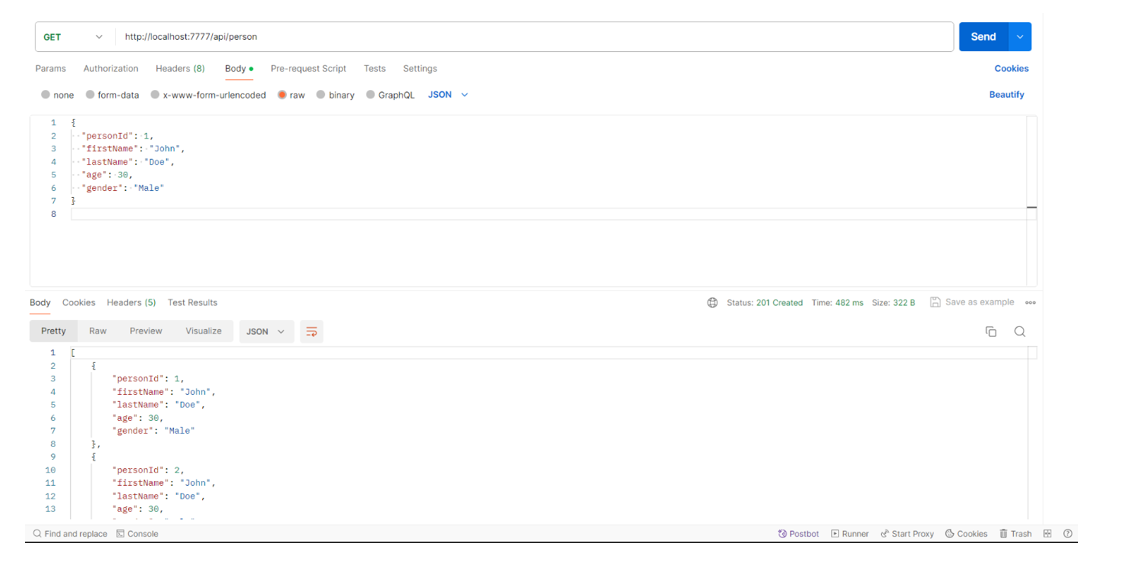 GET http://localhost:7777/api/person Send
Params Authorization Headers (8) Body Pre-request Script Tests Settings Cookies
none form-data x-www-form-urlencoded raw binary GraphQL JSON Beautify
1 {
2 "personId": 1,
3 "firstName": "John",
4 "lastName": "Doe",
5 "age": 30,
6 "gender": "Male"
7 }
8
Body Cookies Headers (5) Test Results Status: 201 Created Time: 482 ms Size: 322 B Save as example
Pretty Raw Preview Visualize JSON
1 [
2 {
3 "personId": 1,
4 "firstName": "John",
5 "lastName": "Doe",
6 "age": 30,
7 "gender": "Male"
8 },
9 {
10 "personId": 2,
11 "firstName": "John",
12 "lastName": "Doe",
13 "age": 30,
Find and replace Console Postbot Runner Start Proxy Cookies Trash